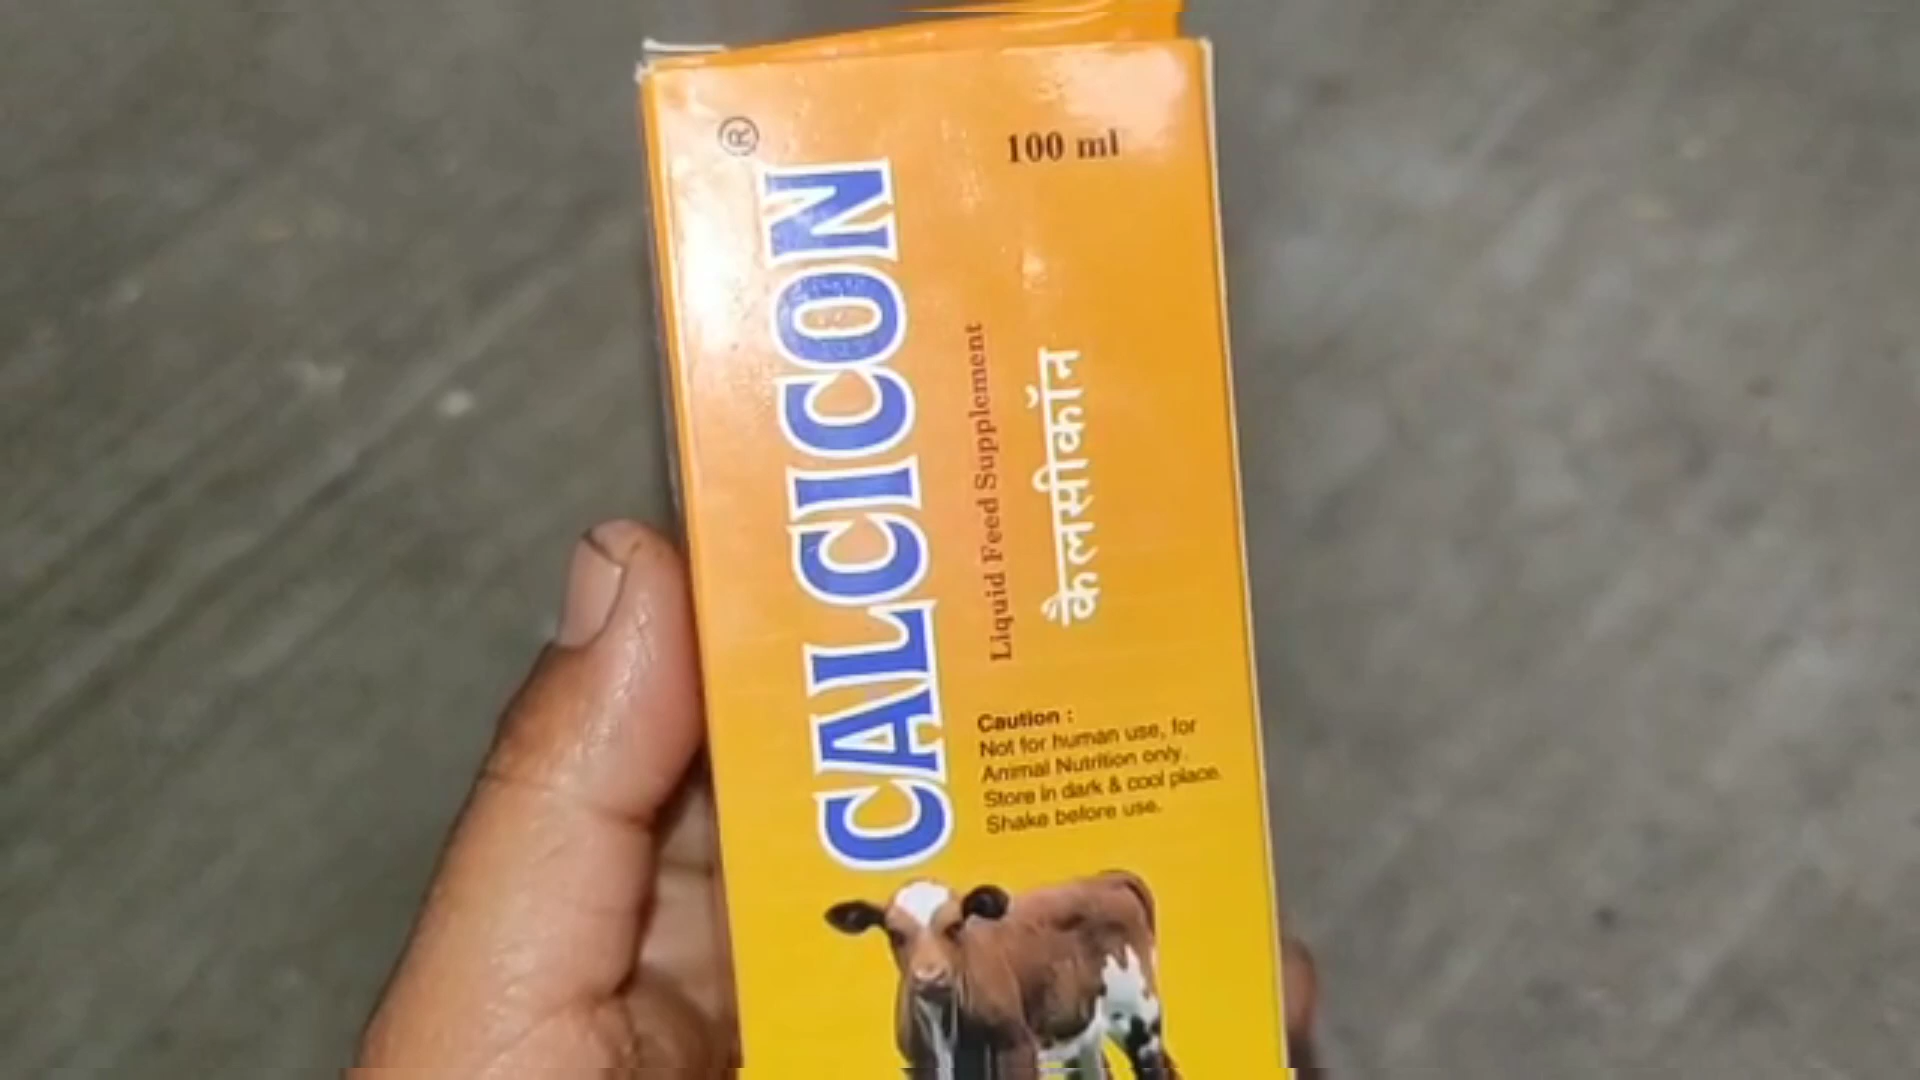 CALCICON®
100 ml
Liquid Feed Supplement
कैलसीकॉन
Caution :
Not for human use, for
Animal Nutrition only.
Store in dark & cool place.
Shake before use.